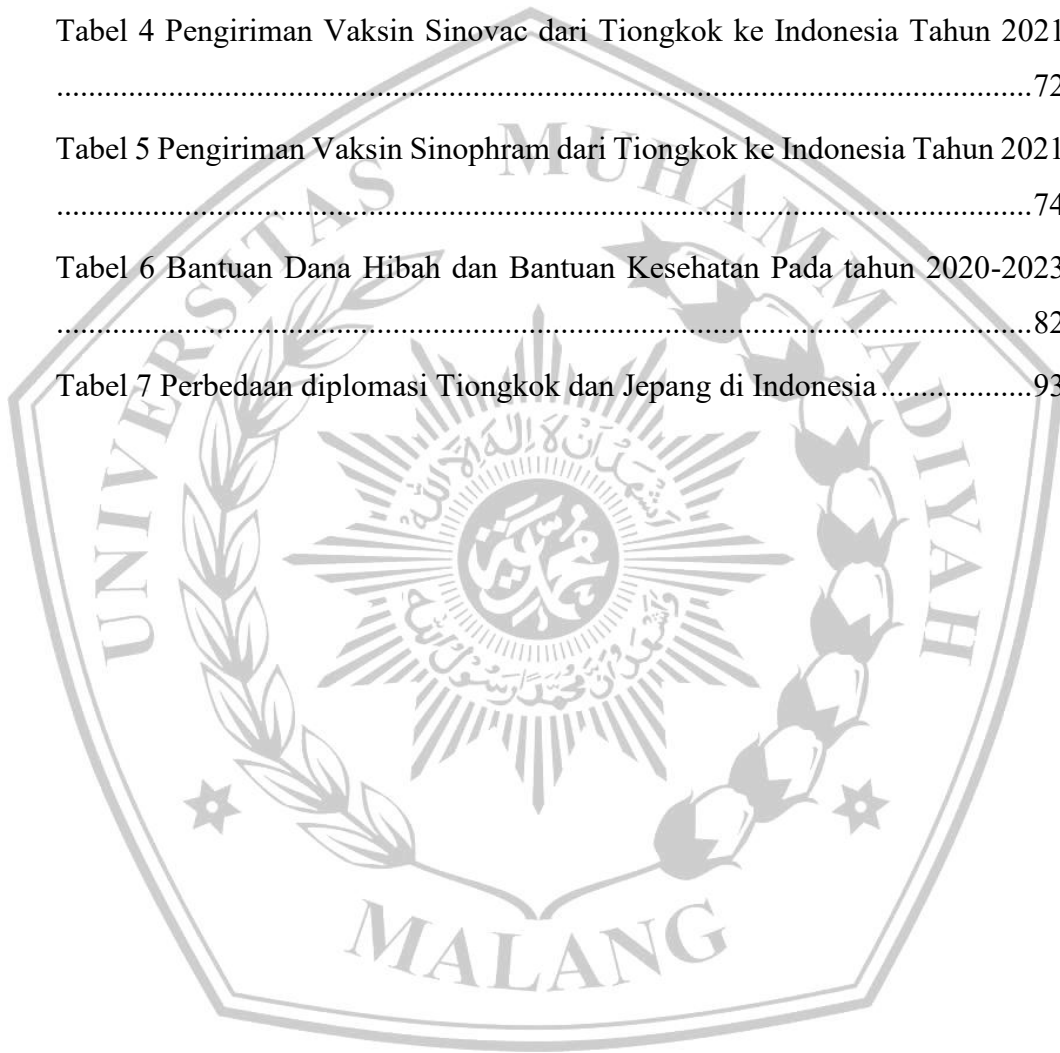 Tabel 4 Pengiriman Vaksin Sinovac dari Tiongkok ke Indonesia Tahun 2021
........................................................................................................................72
Tabel 5 Pengiriman Vaksin Sinophram dari Tiongkok ke Indonesia Tahun 2021
........................................................................................................................74
Tabel 6 Bantuan Dana Hibah dan Bantuan Kesehatan Pada tahun 2020-2023
........................................................................................................................82
Tabel 7 Perbedaan diplomasi Tiongkok dan Jepang di Indonesia ..................93
UNIVERSITAS MUHAMMADIYAH
MALANG